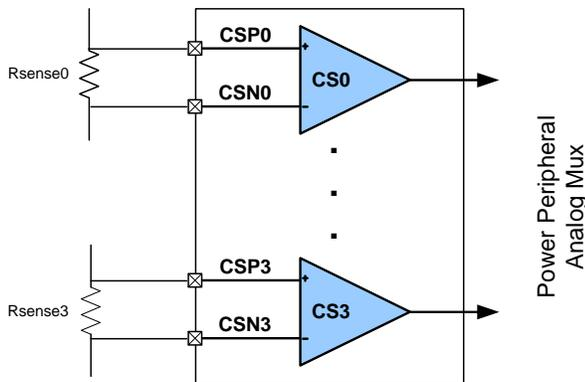 CSP0
Rsense0
CSN0
CS0
CSP3
Rsense3
CSN3
CS3
Power Peripheral
Analog Mux